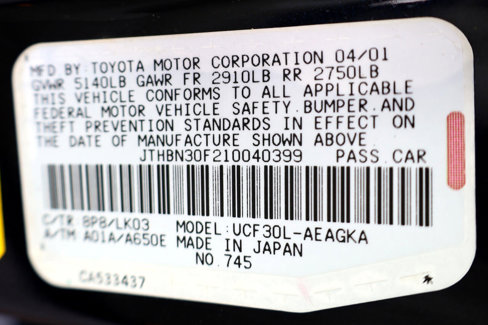 MFD BY:TOYOTA MOTOR CORPORATION 04/01
GVWR 5140LB GAWR FR 2910LB RR 2750LB
THIS VEHICLE CONFORMS TO ALL APPLICABLE
FEDERAL MOTOR VEHICLE SAFETY.BUMPER.AND
THEFT PREVENTION STANDARDS IN EFFECT ON
THE DATE OF MANUFACTURE SHOWN ABOVE.
JTHBN30F210040399 PASS.CAR
C/TR 8P8/LK03 MODEL:UCF30L-AEAGKA
A/TM A01A/A650E MADE IN JAPAN
NO.745
CA533437